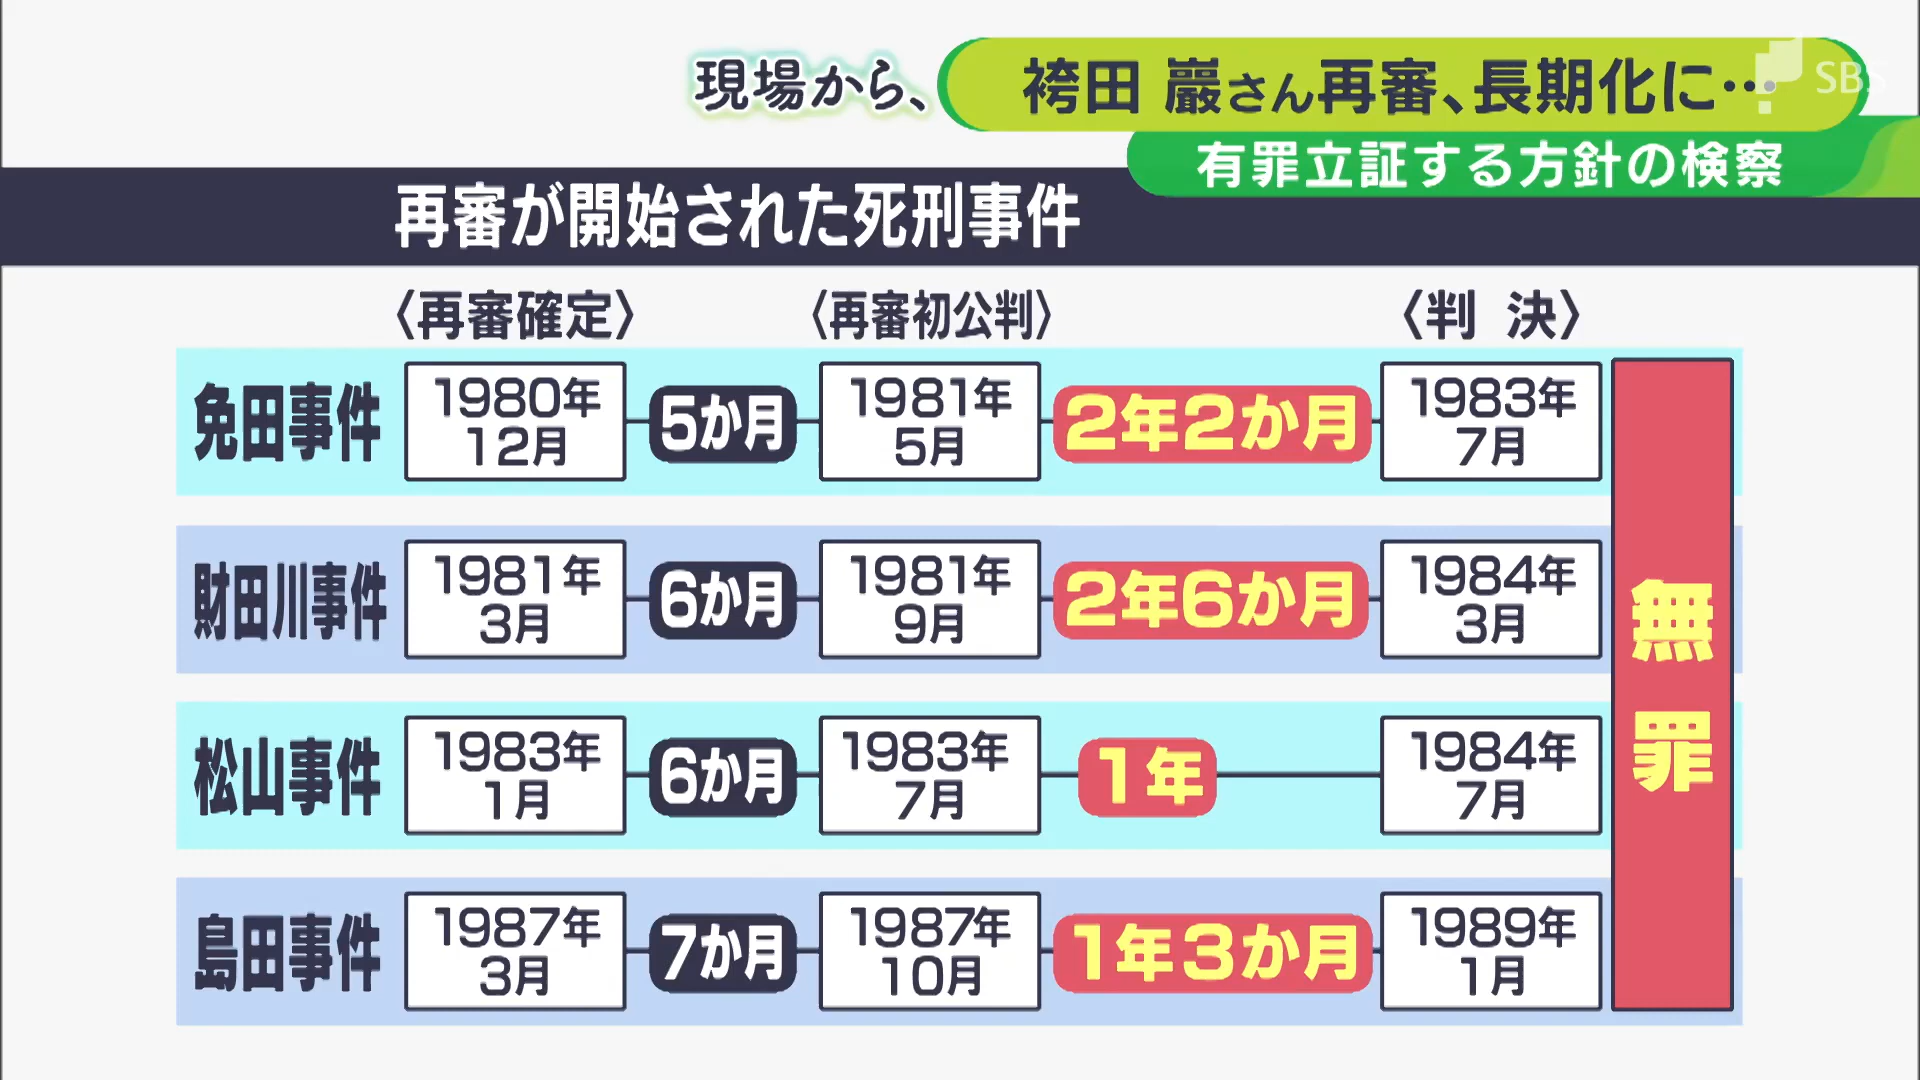 現場から、
袴田 巖さん再審、長期化に…
SBS
有罪立証する方針の検察
再審が開始された死刑事件
〈再審確定〉 〈再審初公判〉 〈判 決〉
免田事件 1980年12月 5か月 1981年5月 2年2か月 1983年7月
財田川事件 1981年3月 6か月 1981年9月 2年6か月 1984年3月
松山事件 1983年1月 6か月 1983年7月 1年 1984年7月
島田事件 1987年3月 7か月 1987年10月 1年3か月 1989年1月
無罪